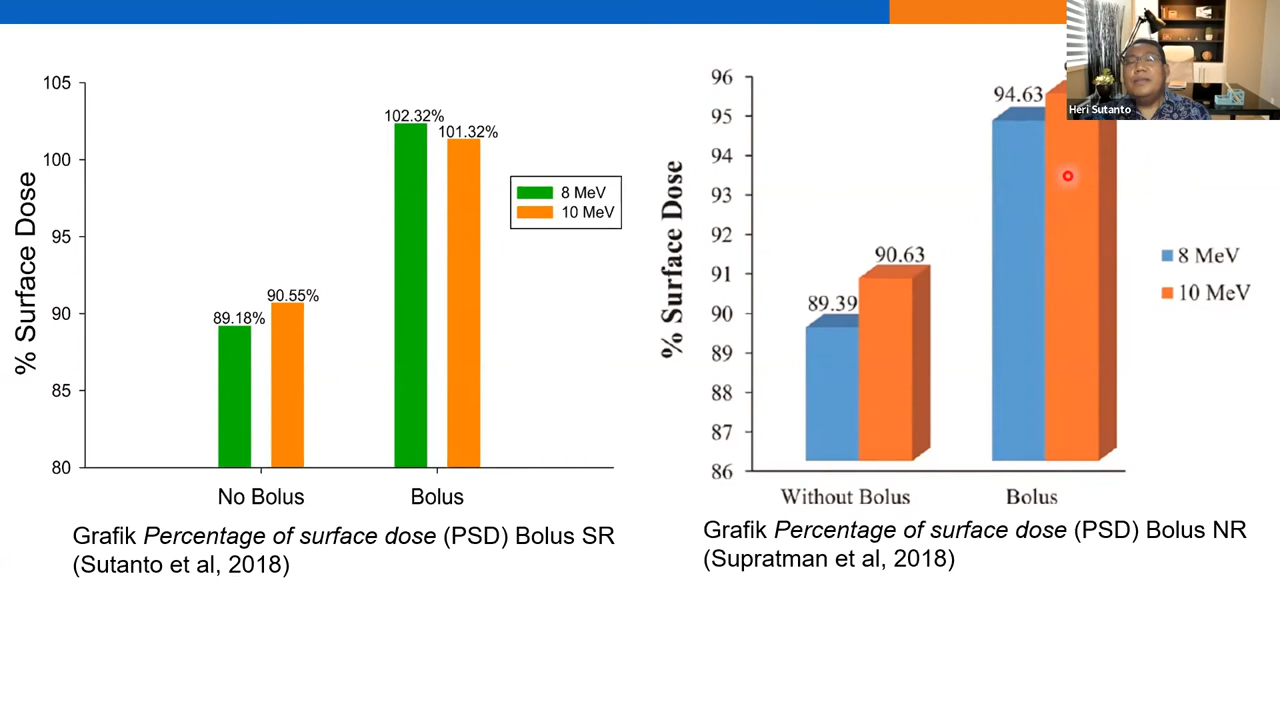 Heri Sutanto
105
100
95
90
85
80
% Surface Dose
102.32%
101.32%
90.55%
89.18%
8 MeV
10 MeV
No Bolus
Bolus
Grafik Percentage of surface dose (PSD) Bolus SR
(Sutanto et al, 2018)
96
95
94
93
92
91
90
89
88
87
86
% Surface Dose
94.63
90.63
89.39
8 MeV
10 MeV
Without Bolus
Bolus
Grafik Percentage of surface dose (PSD) Bolus NR
(Supratman et al, 2018)